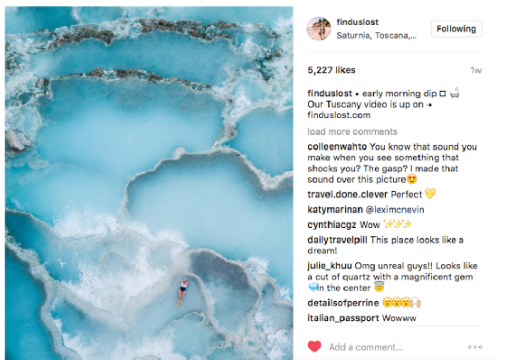 finduslost
Saturnia, Toscana,...
Following
5,227 likes
1w
finduslost • early morning dip
Our Tuscany video is up on ➝
finduslost.com
load more comments
colleenwahto You know that sound you
make when you see something that
shocks you? The gasp? I made that
sound over this picture😍
travel.done.clever Perfect 💛
katymarinan @leximcnevin
cynthiacgz Wow ✨✨✨
dailytravelpill This place looks like a
dream!
julie_khuu Omg unreal guys!! Looks like
a cut of quartz with a magnificent gem
in the center 😇
detailsofperrine
italian_passport Wowww
Add a comment...